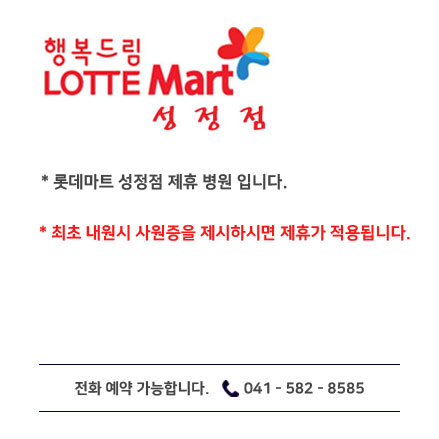 행복드림
LOTTE Mart
성정점
* 롯데마트 성정점 제휴 병원 입니다.
* 최초 내원시 사원증을 제시하시면 제휴가 적용됩니다.
전화 예약 가능합니다. 041 - 582 - 8585